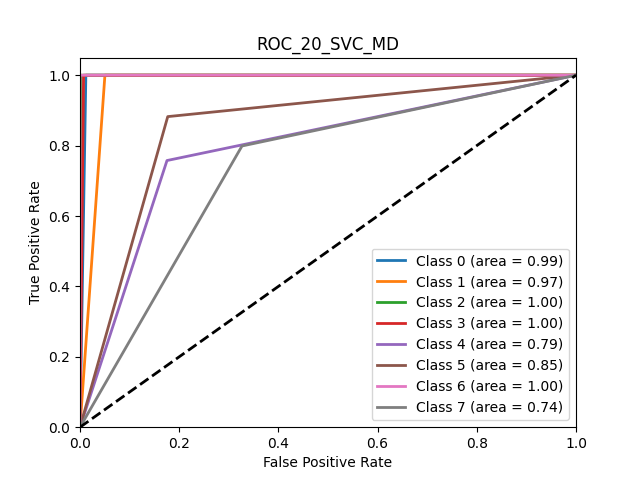 ROC_20_SVC_MD
True Positive Rate
1.0
0.8
0.6
0.4
0.2
0.0
Class 0 (area = 0.99)
Class 1 (area = 0.97)
Class 2 (area = 1.00)
Class 3 (area = 1.00)
Class 4 (area = 0.79)
Class 5 (area = 0.85)
Class 6 (area = 1.00)
Class 7 (area = 0.74)
0.0 0.2 0.4 0.6 0.8 1.0
False Positive Rate